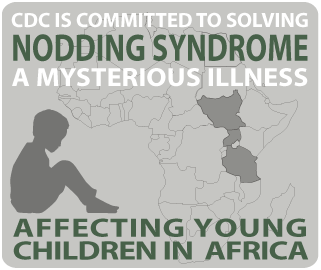 CDC IS COMMITTED TO SOLVING
NODDING SYNDROME
A MYSTERIOUS ILLNESS
AFFECTING YOUNG
CHILDREN IN AFRICA